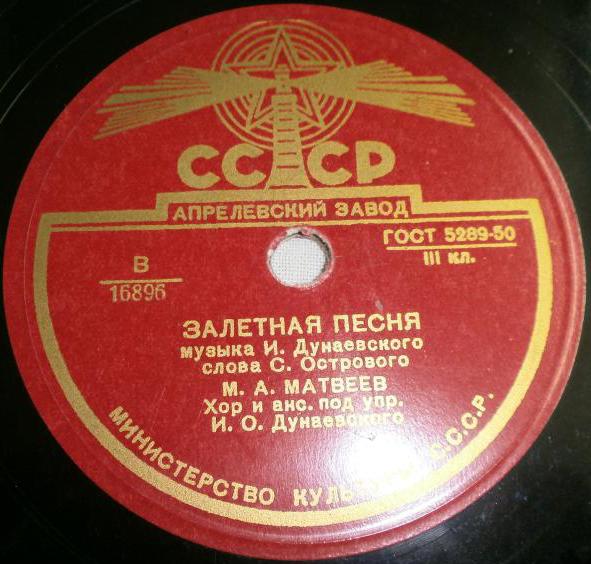 СССР
АПРЕЛЕВСКИЙ ЗАВОД
ГОСТ 5289-50
III кл.
В
16896
ЗАЛЕТНАЯ ПЕСНЯ
музыка И. Дунаевского
слова С. Острового
М. А. МАТВЕЕВ
Хор и анс. под упр.
И. О. Дунаевского
МИНИСТЕРСТВО КУЛЬТУРЫ С.С.С.Р.